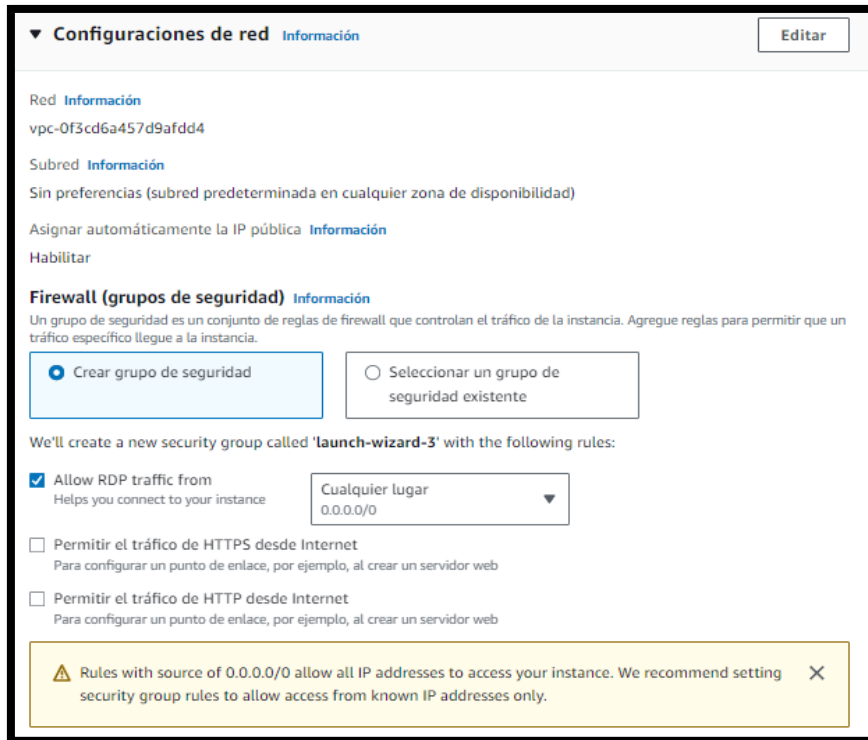 Configuraciones de red Información
Editar
Red Información
vpc-0f3cd6a457d9afdd4
Subred Información
Sin preferencias (subred predeterminada en cualquier zona de disponibilidad)
Asignar automáticamente la IP pública Información
Habilitar
Firewall (grupos de seguridad) Información
Un grupo de seguridad es un conjunto de reglas de firewall que controlan el tráfico de la instancia. Agregue reglas para permitir que un
tráfico específico llegue a la instancia.
Crear grupo de seguridad
Seleccionar un grupo de
seguridad existente
We'll create a new security group called 'launch-wizard-3' with the following rules:
Allow RDP traffic from
Helps you connect to your instance
Cualquier lugar
0.0.0.0/0
Permitir el tráfico de HTTPS desde Internet
Para configurar un punto de enlace, por ejemplo, al crear un servidor web
Permitir el tráfico de HTTP desde Internet
Para configurar un punto de enlace, por ejemplo, al crear un servidor web
Rules with source of 0.0.0.0/0 allow all IP addresses to access your instance. We recommend setting
security group rules to allow access from known IP addresses only.